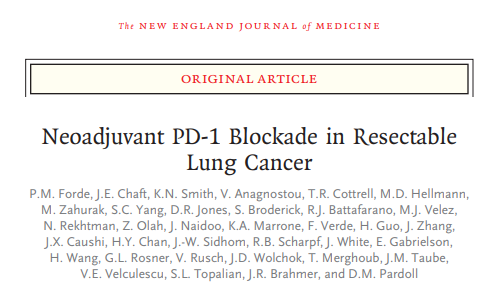 The NEW ENGLAND JOURNAL of MEDICINE
ORIGINAL ARTICLE
Neoadjuvant PD-1 Blockade in Resectable
Lung Cancer
P.M. Forde, J.E. Chaft, K.N. Smith, V. Anagnostou, T.R. Cottrell, M.D. Hellmann,
M. Zahurak, S.C. Yang, D.R. Jones, S. Broderick, R.J. Battafarano, M.J. Velez,
N. Rekhtman, Z. Olah, J. Naidoo, K.A. Marrone, F. Verde, H. Guo, J. Zhang,
J.X. Caushi, H.Y. Chan, J.-W. Sidhom, R.B. Scharpf, J. White, E. Gabrielson,
H. Wang, G.L. Rosner, V. Rusch, J.D. Wolchok, T. Merghoub, J.M. Taube,
V.E. Velculescu, S.L. Topalian, J.R. Brahmer, and D.M. Pardoll